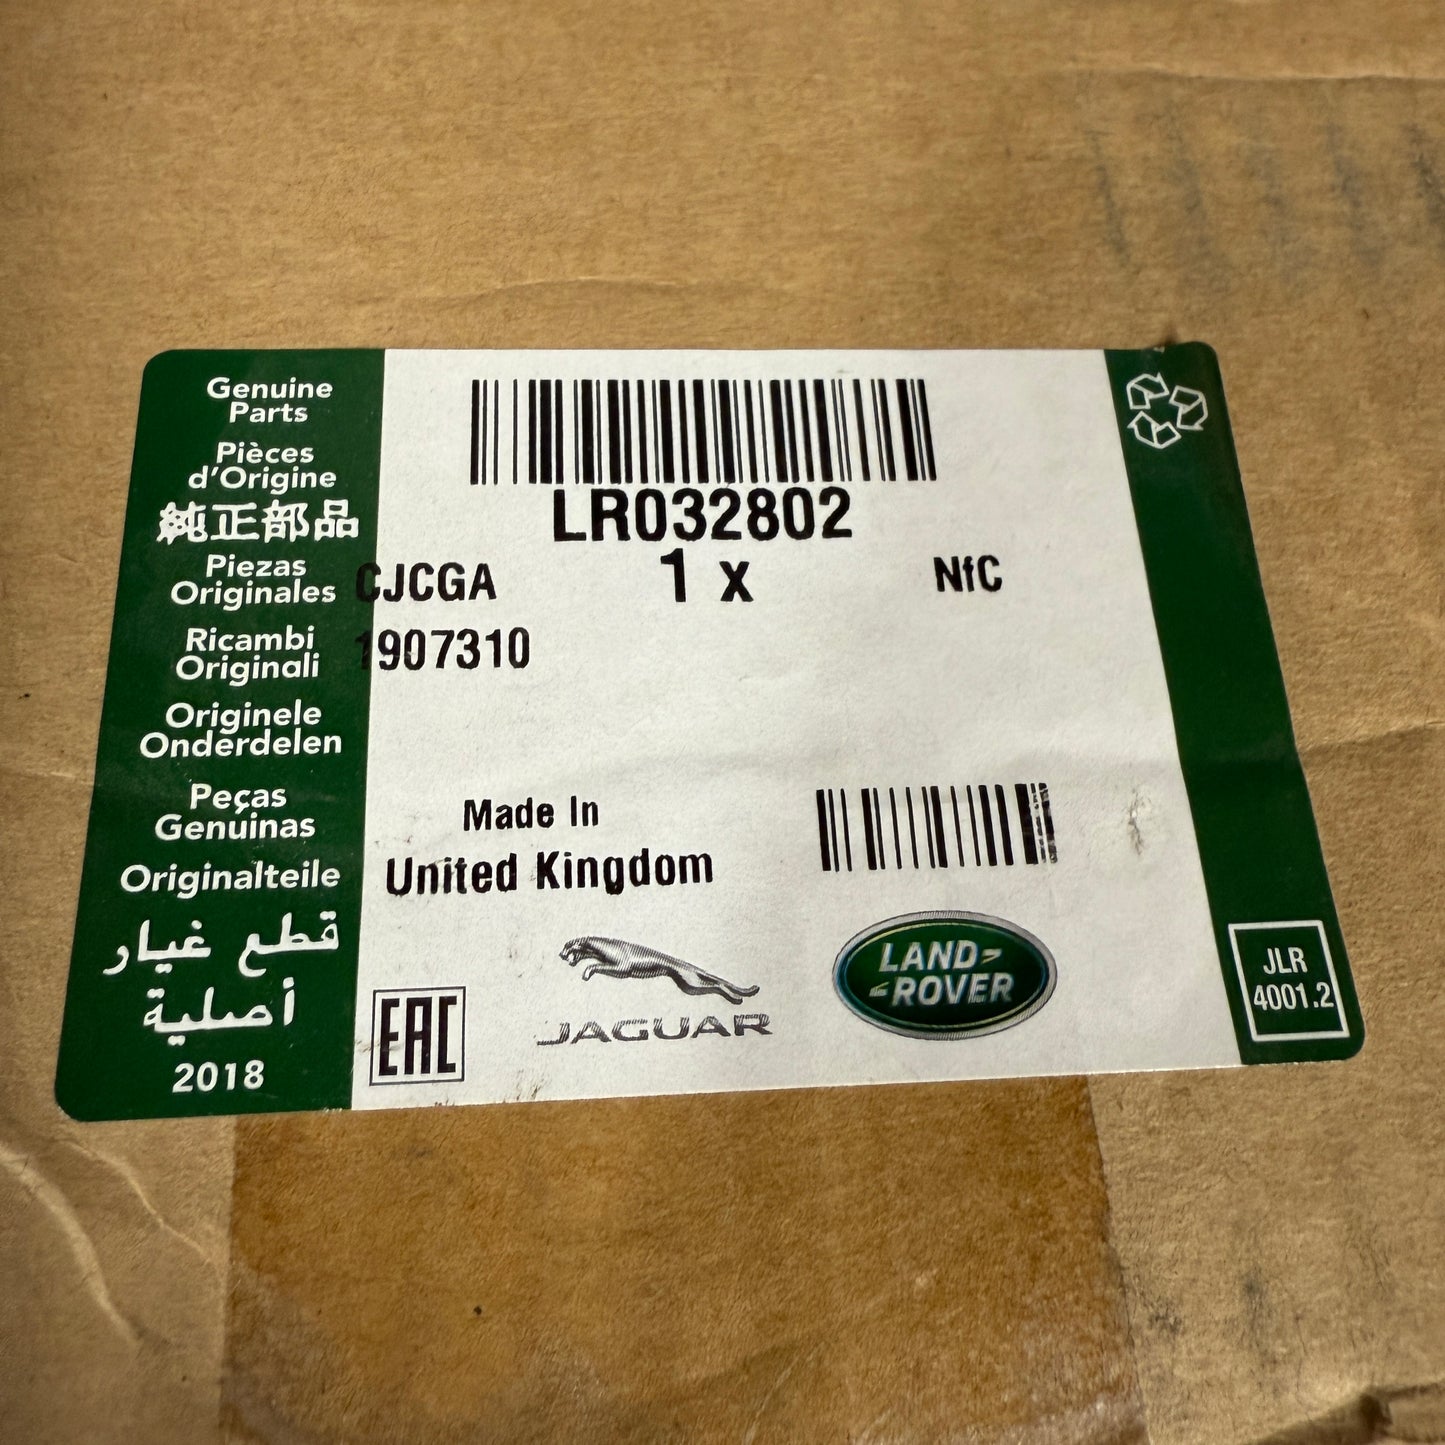 Genuine
Parts
Pièces
d'Origine
純正部品
Piezas
Originales
Ricambi
Originali
Originele
Onderdelen
Peças
Genuinas
Originalteile
قطع غيار
أصلية
2018
LR032802
CJCGA 1 x NfC
1907310
Made In
United Kingdom
EAC
JAGUAR
LAND-
ROVER
JLR
4001.2